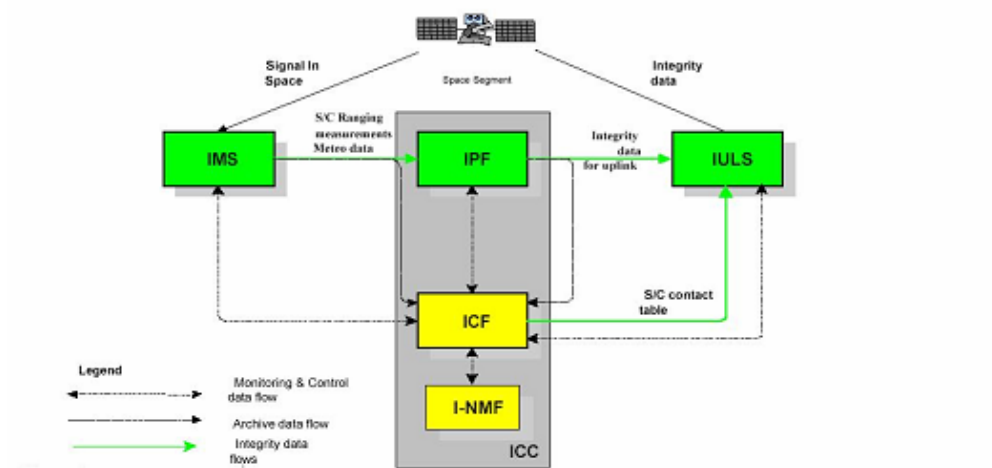 Signal In
Space
Space Segment
Integrity
data
S/C Ranging
measurements
Metro data
IMS
IPF
Integrity
data
for uplink
IULS
S/C contact
table
ICF
I-NMF
ICC
Legend
Monitoring & Control
data flow
Archive data flow
Integrity data
flows